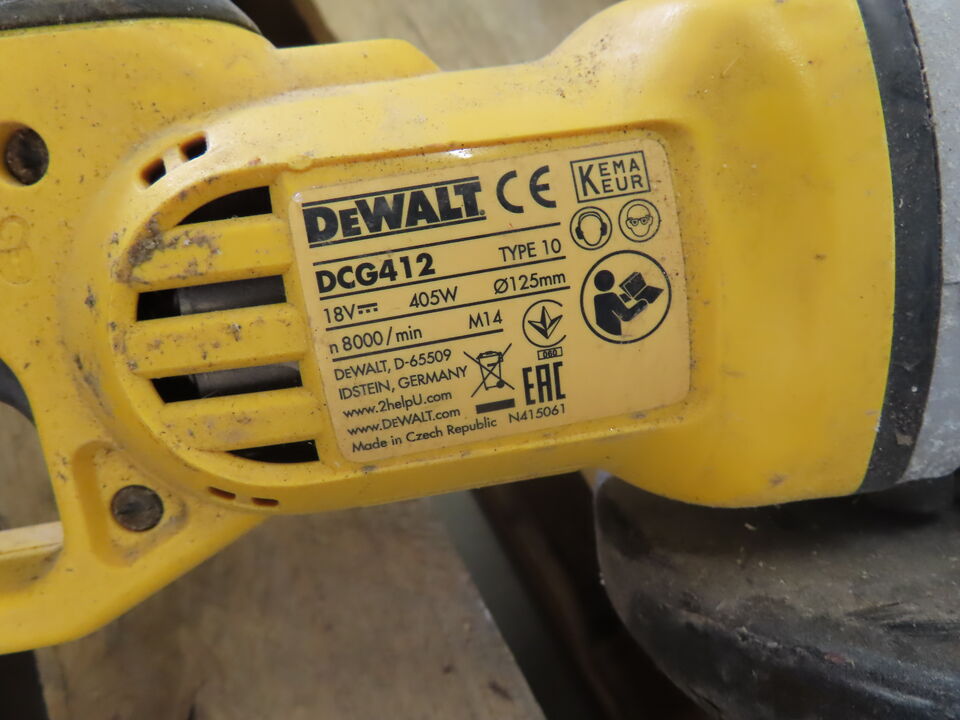 DEWALT CE KEMA KEUR
DCG412 TYPE 10
18V 405W Ø125mm
n 8000/min M14
DEWALT, D-65509
IDSTEIN, GERMANY
www.2helpU.com
www.DEWALT.com
Made in Czech Republic N415061
060
EAC